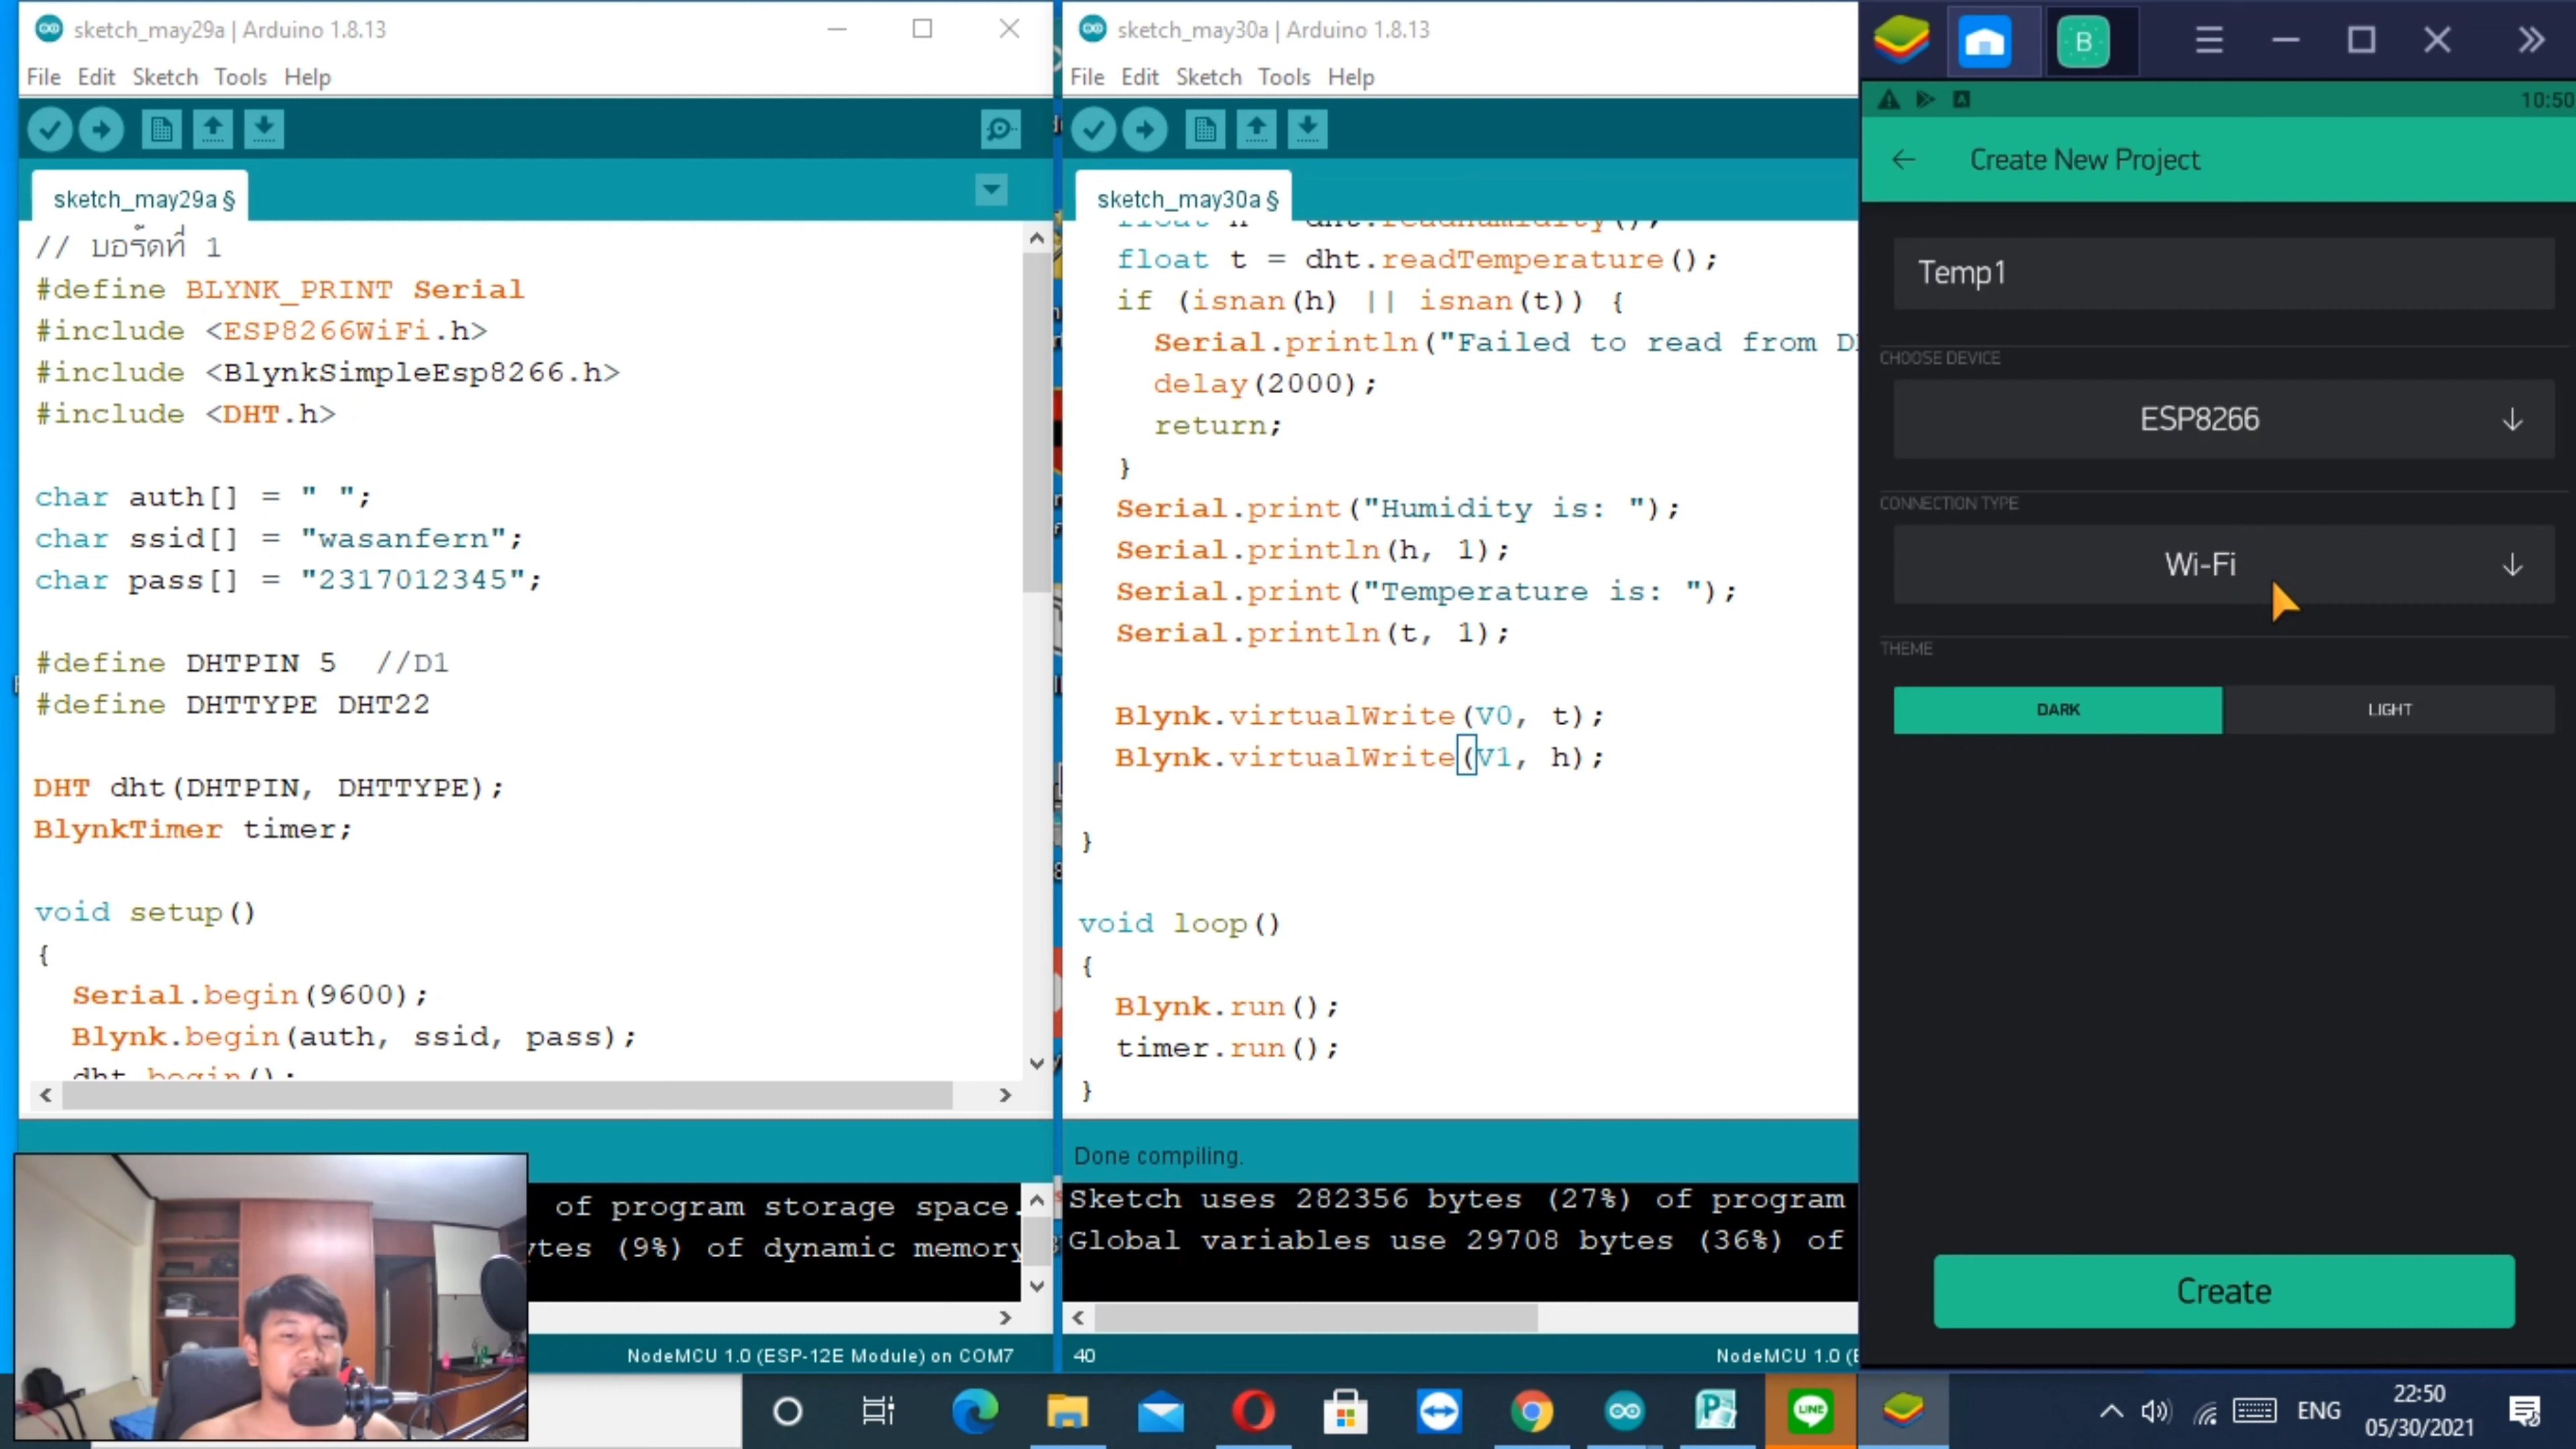 sketch_may29a | Arduino 1.8.13
File Edit Sketch Tools Help
sketch_may29a §
// บอร์ดที่ 1
#define BLYNK_PRINT Serial
#include <ESP8266WiFi.h>
#include <BlynkSimpleEsp8266.h>
#include <DHT.h>
char auth[] = " ";
char ssid[] = "wasanfern";
char pass[] = "2317012345";
#define DHTPIN 5 //D1
#define DHTTYPE DHT22
DHT dht(DHTPIN, DHTTYPE);
BlynkTimer timer;
void setup()
{
Serial.begin(9600);
Blynk.begin(auth, ssid, pass);
dht.begin();
of program storage space.
ytes (9%) of dynamic memory
NodeMCU 1.0 (ESP-12E Module) on COM7
sketch_may30a | Arduino 1.8.13
File Edit Sketch Tools Help
sketch_may30a §
float h = dht.readHumidity();
float t = dht.readTemperature();
if (isnan(h) || isnan(t)) {
Serial.println("Failed to read from D
delay(2000);
return;
}
Serial.print("Humidity is: ");
Serial.println(h, 1);
Serial.print("Temperature is: ");
Serial.println(t, 1);
Blynk.virtualWrite(V0, t);
Blynk.virtualWrite(V1, h);
}
void loop()
{
Blynk.run();
timer.run();
}
Done compiling.
Sketch uses 282356 bytes (27%) of program
Global variables use 29708 bytes (36%) of
40
NodeMCU 1.0 (E
B
10:50
Create New Project
Temp1
CHOOSE DEVICE
ESP8266
CONNECTION TYPE
Wi-Fi
THEME
DARK LIGHT
Create
LINE
ENG
22:50
05/30/2021